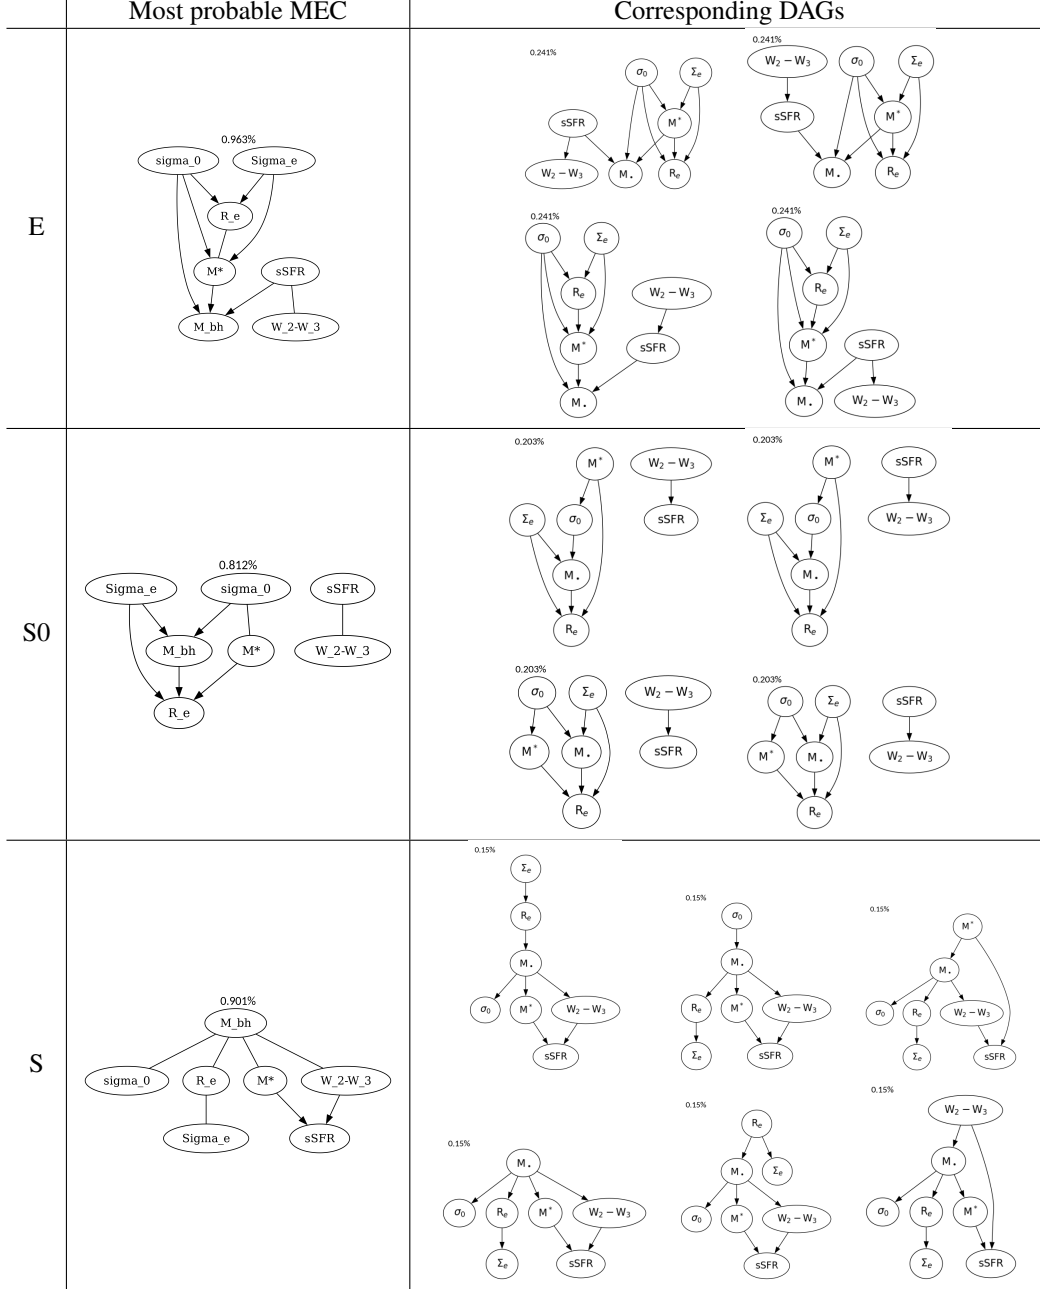 Most probable MEC
Corresponding DAGs
E
0.963%
sigma_0
Sigma_e
R_e
M*
sSFR
M_bh
W_2-W_3
0.241%
σ₀
Σₑ
sSFR
M*
W₂ − W₃
M•
Rₑ
0.241%
W₂ − W₃
σ₀
Σₑ
sSFR
M*
M•
Rₑ
0.241%
σ₀
Σₑ
Rₑ
W₂ − W₃
M*
sSFR
M•
0.241%
σ₀
Σₑ
Rₑ
M*
sSFR
M•
W₂ − W₃
S0
0.812%
Sigma_e
sigma_0
sSFR
M_bh
M*
W_2-W_3
R_e
0.203%
M*
W₂ − W₃
Σₑ
σ₀
sSFR
M•
Rₑ
0.203%
M*
sSFR
Σₑ
σ₀
W₂ − W₃
M•
Rₑ
0.203%
σ₀
Σₑ
W₂ − W₃
M*
M•
sSFR
Rₑ
0.203%
σ₀
Σₑ
sSFR
M*
M•
W₂ − W₃
Rₑ
S
0.901%
M_bh
sigma_0
R_e
M*
W_2-W_3
Sigma_e
sSFR
0.15%
Σₑ
Rₑ
M•
σ₀
M*
W₂ − W₃
sSFR
0.15%
σ₀
M•
Rₑ
M*
W₂ − W₃
Σₑ
sSFR
0.15%
M*
M•
σ₀
Rₑ
W₂ − W₃
Σₑ
sSFR
0.15%
M•
σ₀
Rₑ
M*
W₂ − W₃
Σₑ
sSFR
0.15%
Rₑ
M•
Σₑ
σ₀
M*
W₂ − W₃
sSFR
0.15%
W₂ − W₃
M•
σ₀
Rₑ
M*
Σₑ
sSFR